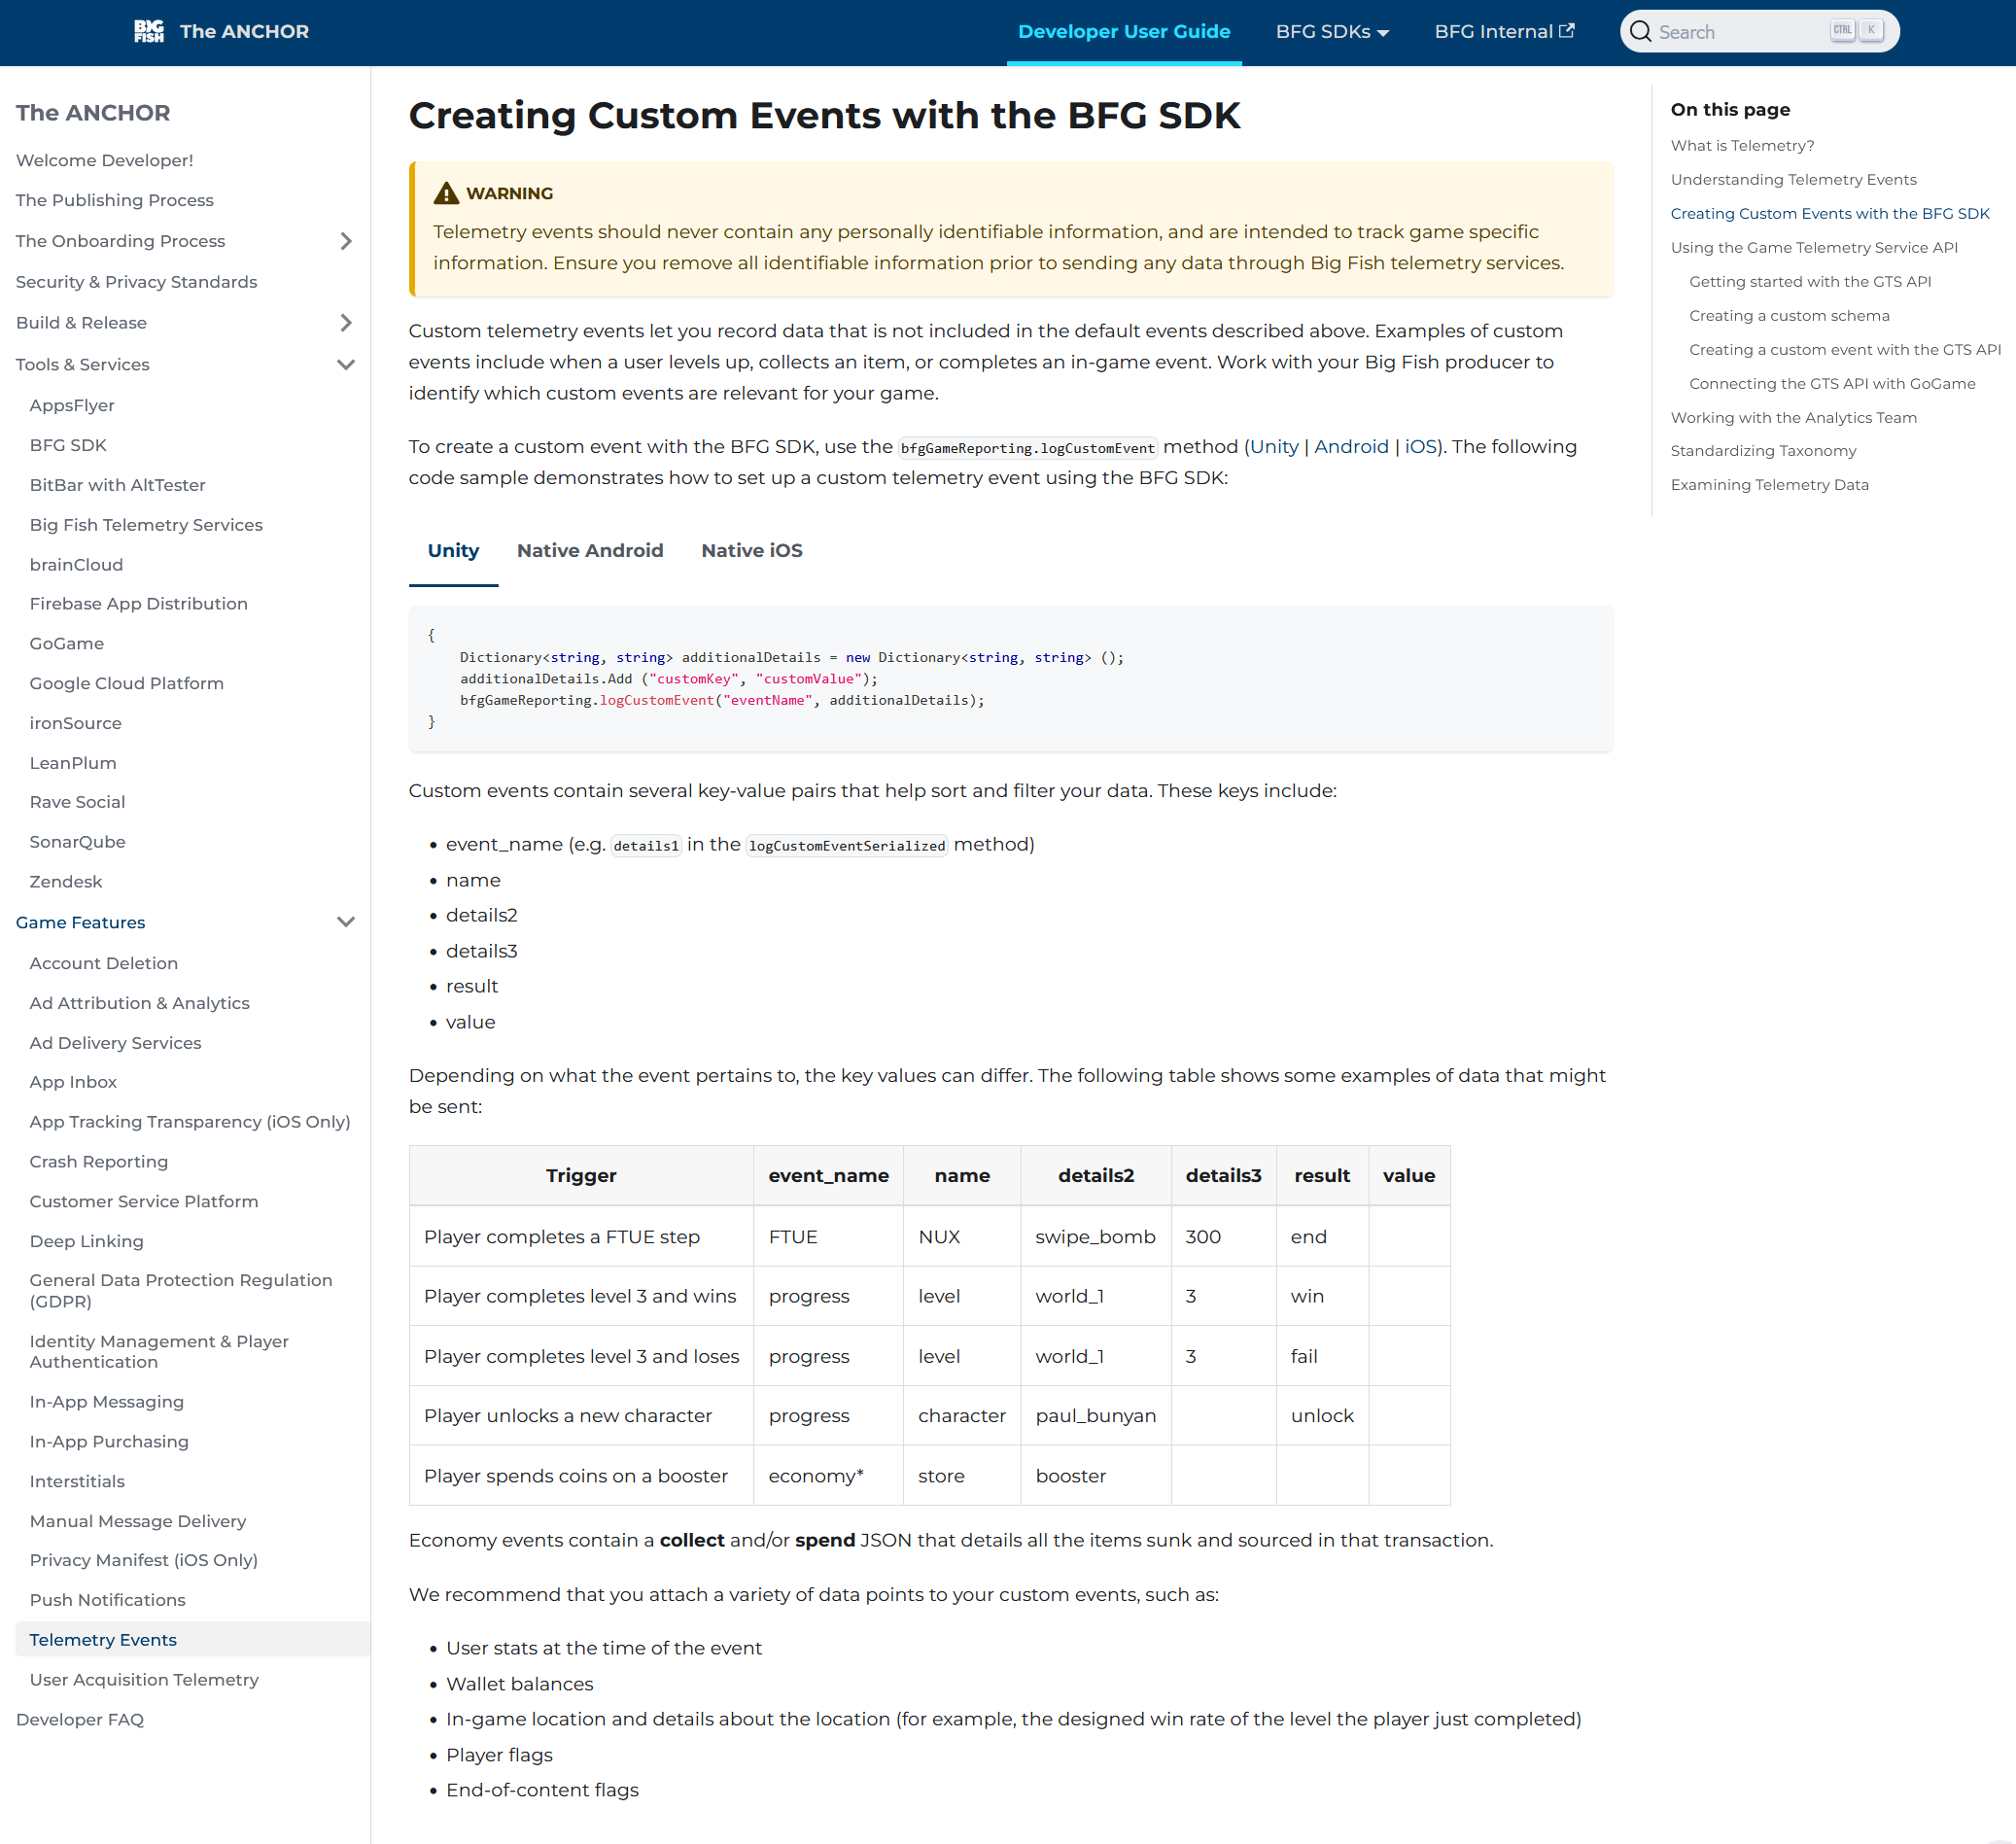 BIG FISH The ANCHOR
Developer User Guide BFG SDKs BFG Internal Search CTRL K
The ANCHOR
Welcome Developer!
The Publishing Process
The Onboarding Process
Security & Privacy Standards
Build & Release
Tools & Services
AppsFlyer
BFG SDK
BitBar with AltTester
Big Fish Telemetry Services
brainCloud
Firebase App Distribution
GoGame
Google Cloud Platform
ironSource
LeanPlum
Rave Social
SonarQube
Zendesk
Game Features
Account Deletion
Ad Attribution & Analytics
Ad Delivery Services
App Inbox
App Tracking Transparency (iOS Only)
Crash Reporting
Customer Service Platform
Deep Linking
General Data Protection Regulation
(GDPR)
Identity Management & Player
Authentication
In-App Messaging
In-App Purchasing
Interstitials
Manual Message Delivery
Privacy Manifest (iOS Only)
Push Notifications
Telemetry Events
User Acquisition Telemetry
Developer FAQ
Creating Custom Events with the BFG SDK
WARNING
Telemetry events should never contain any personally identifiable information, and are intended to track game specific
information. Ensure you remove all identifiable information prior to sending any data through Big Fish telemetry services.
Custom telemetry events let you record data that is not included in the default events described above. Examples of custom
events include when a user levels up, collects an item, or completes an in-game event. Work with your Big Fish producer to
identify which custom events are relevant for your game.
To create a custom event with the BFG SDK, use the bfgGameReporting.logCustomEvent method (Unity | Android | iOS). The following
code sample demonstrates how to set up a custom telemetry event using the BFG SDK:
Unity Native Android Native iOS
{
Dictionary<string, string> additionalDetails = new Dictionary<string, string> ();
additionalDetails.Add ("customKey", "customValue");
bfgGameReporting.logCustomEvent("eventName", additionalDetails);
}
Custom events contain several key-value pairs that help sort and filter your data. These keys include:
• event_name (e.g. details1 in the logCustomEventSerialized method)
• name
• details2
• details3
• result
• value
Depending on what the event pertains to, the key values can differ. The following table shows some examples of data that might
be sent:
Trigger event_name name details2 details3 result value
Player completes a FTUE step FTUE NUX swipe_bomb 300 end
Player completes level 3 and wins progress level world_1 3 win
Player completes level 3 and loses progress level world_1 3 fail
Player unlocks a new character progress character paul_bunyan unlock
Player spends coins on a booster economy* store booster
Economy events contain a collect and/or spend JSON that details all the items sunk and sourced in that transaction.
We recommend that you attach a variety of data points to your custom events, such as:
• User stats at the time of the event
• Wallet balances
• In-game location and details about the location (for example, the designed win rate of the level the player just completed)
• Player flags
• End-of-content flags
On this page
What is Telemetry?
Understanding Telemetry Events
Creating Custom Events with the BFG SDK
Using the Game Telemetry Service API
Getting started with the GTS API
Creating a custom schema
Creating a custom event with the GTS API
Connecting the GTS API with GoGame
Working with the Analytics Team
Standardizing Taxonomy
Examining Telemetry Data